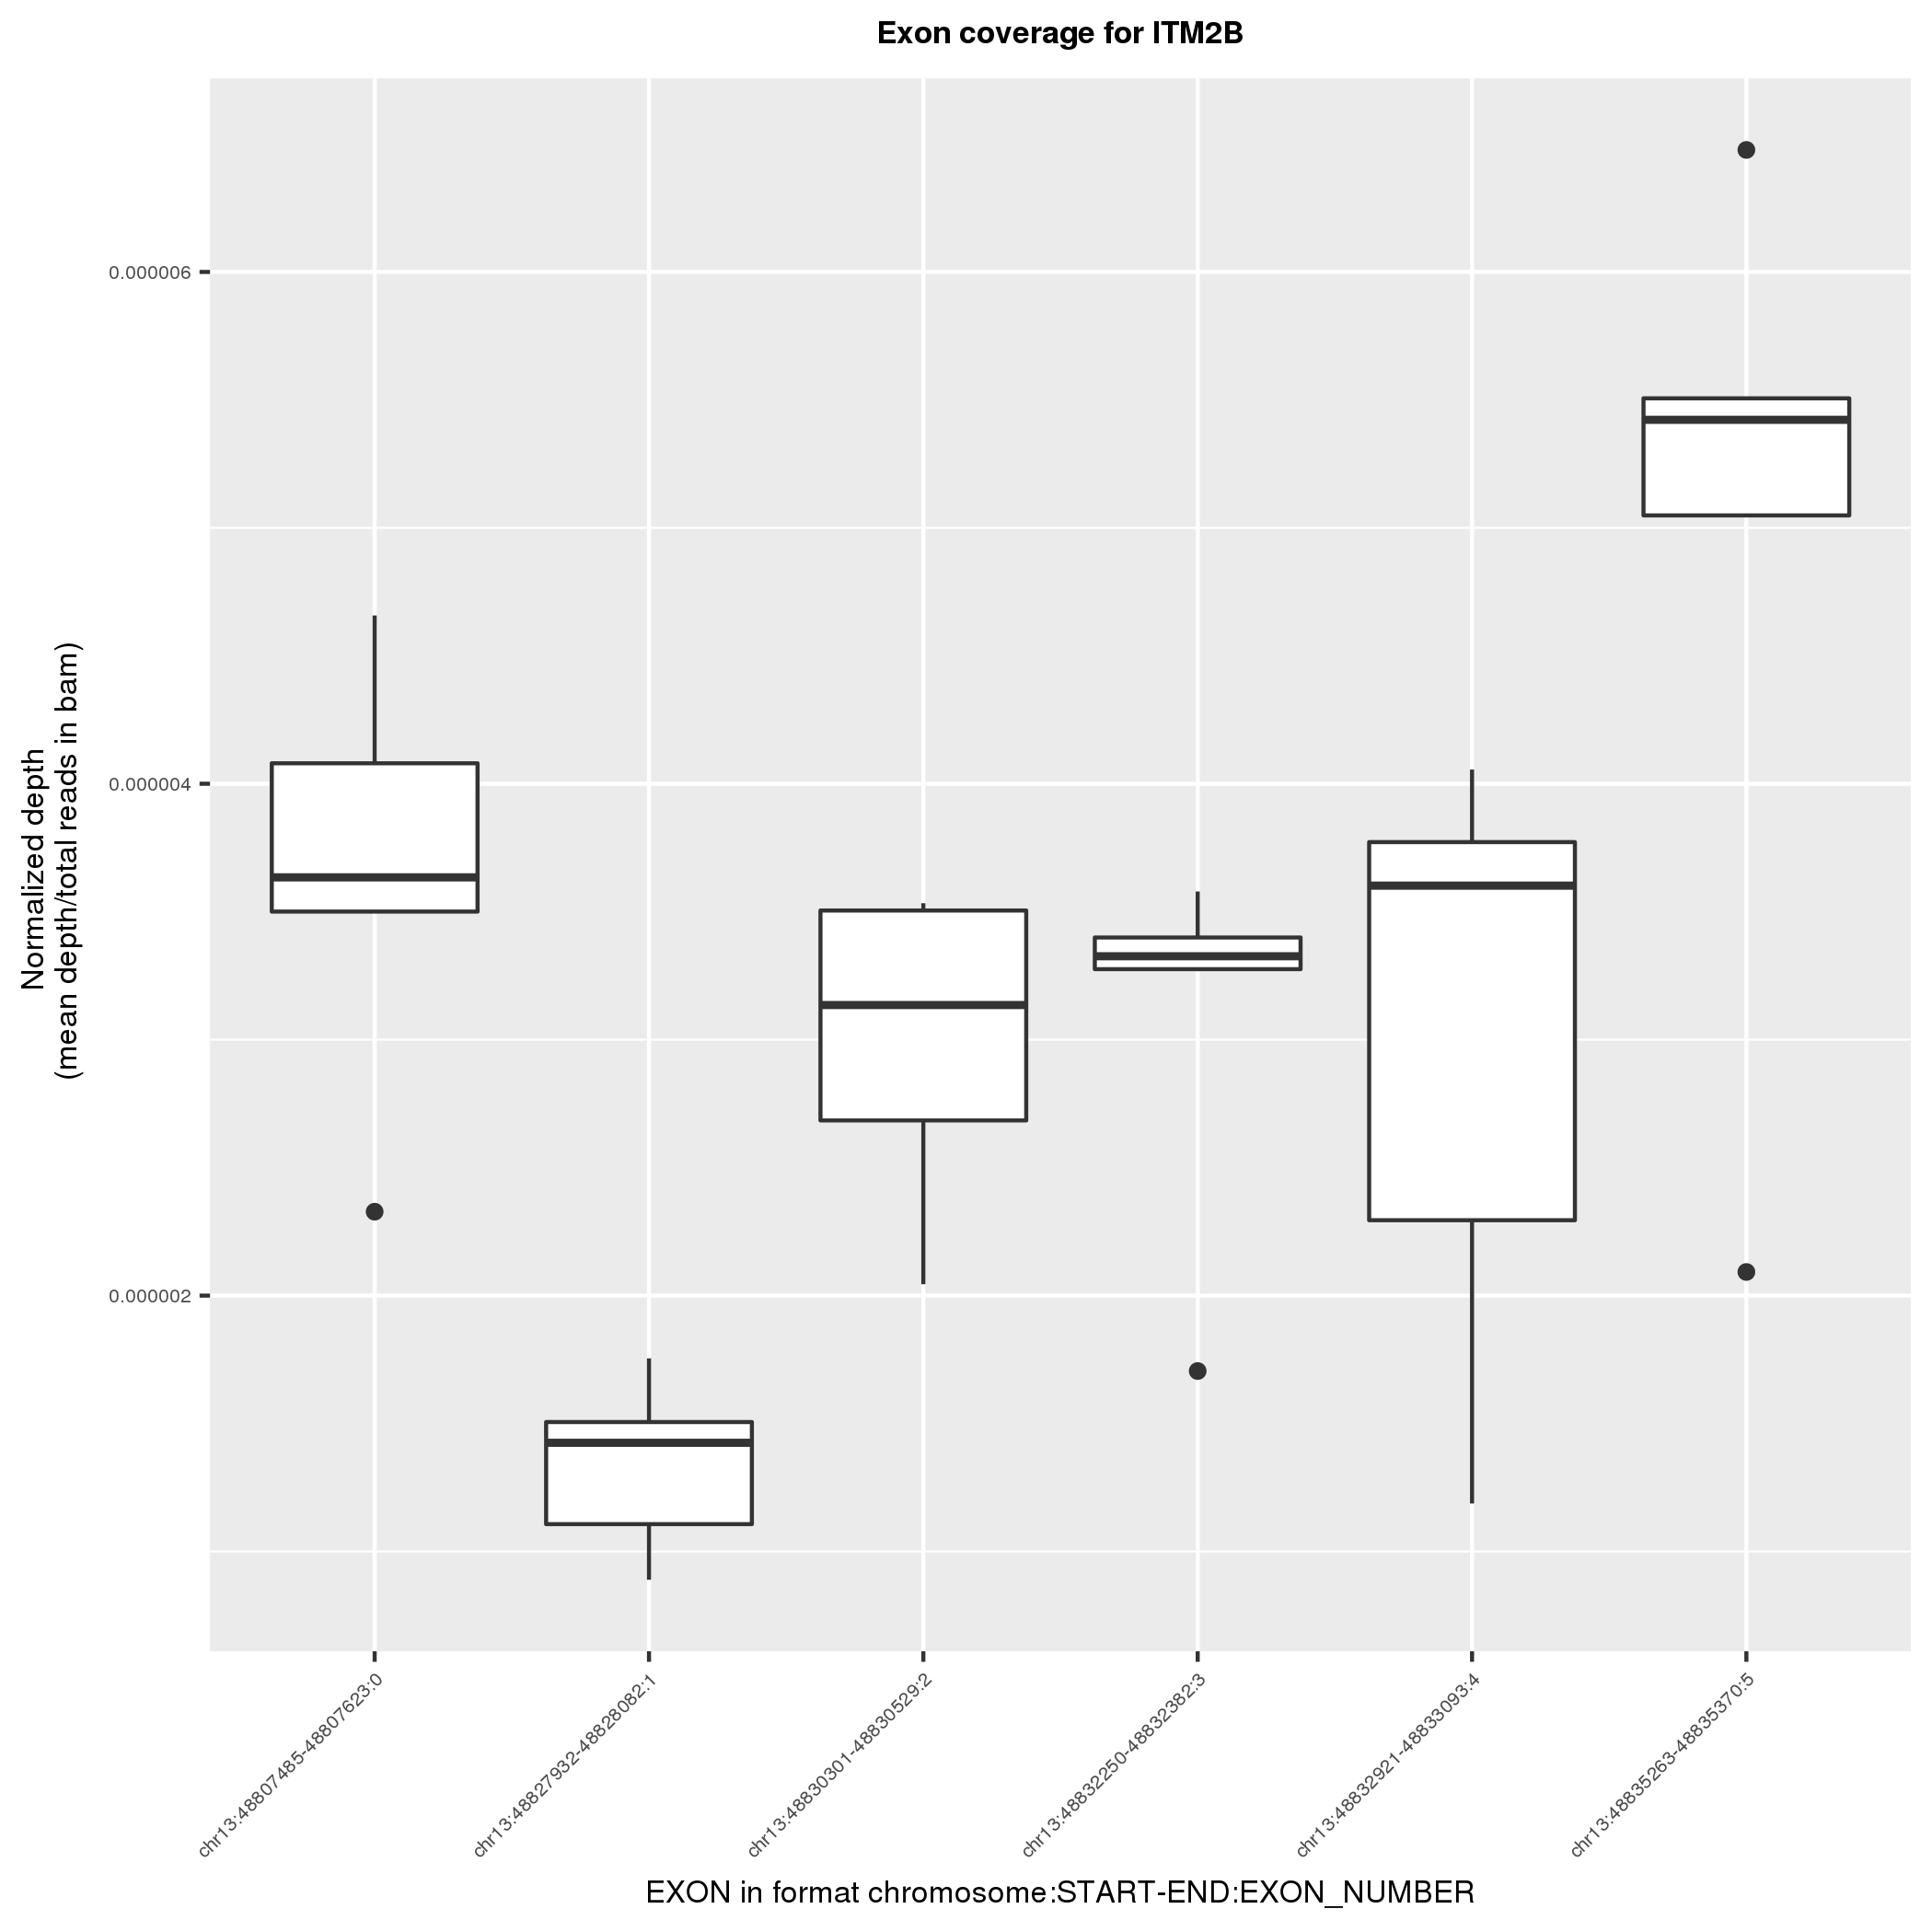 Exon coverage for ITM2B
Normalized depth
(mean depth/total reads in bam)
0.000006
0.000004
0.000002
chr13:48807485-48807623:0
chr13:48827932-48828082:1
chr13:48830301-48830529:2
chr13:48832250-48832382:3
chr13:48832921-48833093:4
chr13:48835263-48835370:5
EXON in format chromosome:START-END:EXON_NUMBER